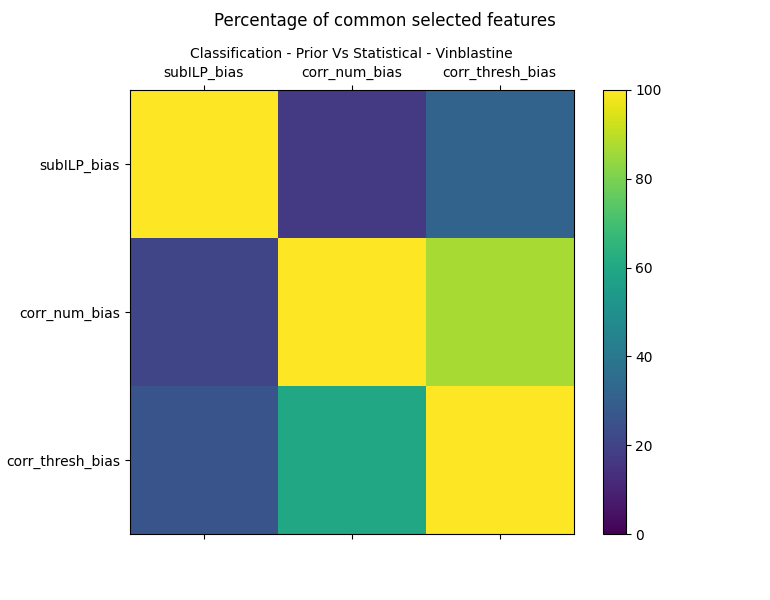 Percentage of common selected features
Classification - Prior Vs Statistical - Vinblastine
subILP_bias corr_num_bias corr_thresh_bias
100
subILP_bias
80
60
corr_num_bias
40
20
corr_thresh_bias
0